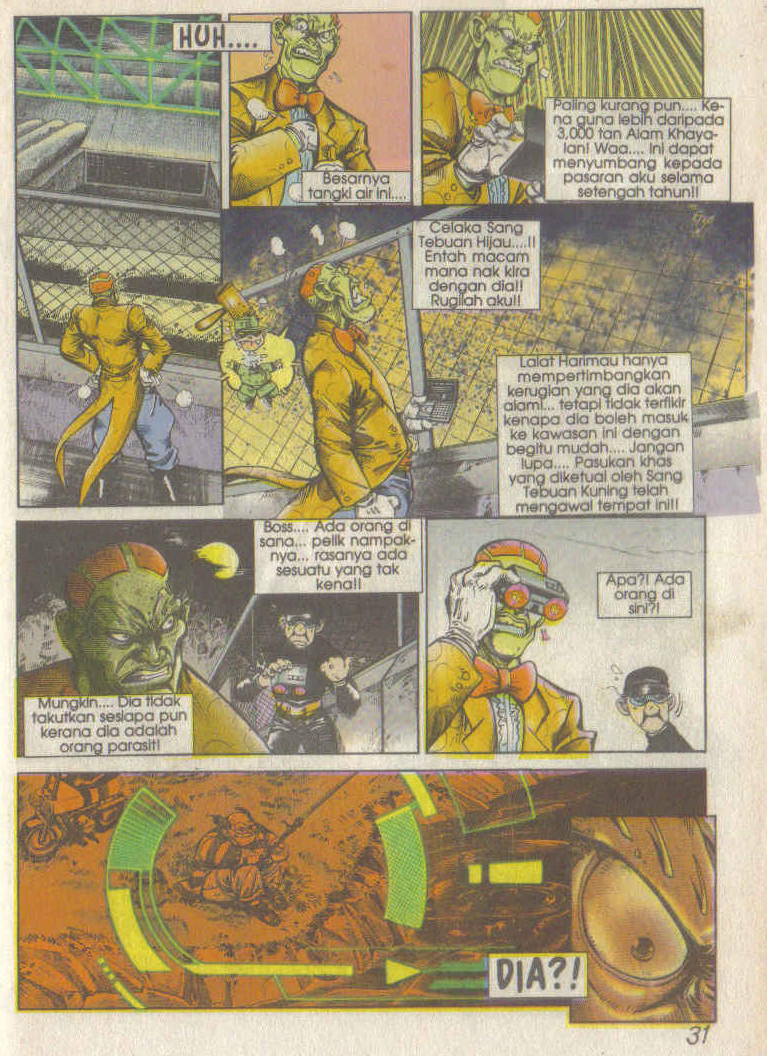 HUH....
Besarnya
tangki air ini....
Paling kurang pun.... Ke-
na guna lebih daripada
3,000 tan Alam Khaya-
lan! Waa.... Ini dapat
menyumbang kepada
pasaran aku selama
setengah tahun!!
Celaka Sang
Tebuan Hijau....!!
Entah macam
mana nak kira
dengan dia!!
Rugilah aku!!
Lalat Harimau hanya
mempertimbangkan
kerugian yang dia akan
alami... tetapi tidak terfikir
kenapa dia boleh masuk
ke kawasan ini dengan
begitu mudah.... Jangan
lupa.... Pasukan khas
yang diketuai oleh Sang
Tebuan Kuning telah
mengawal tempat ini!!
Boss.... Ada orang di
sana... pelik nampak-
nya... rasanya ada
sesuatu yang tak
kena!!
Mungkin.... Dia tidak
takutkan sesiapa pun
kerana dia adalah
orang parasit!
Apa?! Ada
orang di
sini?!
DIA?!
31